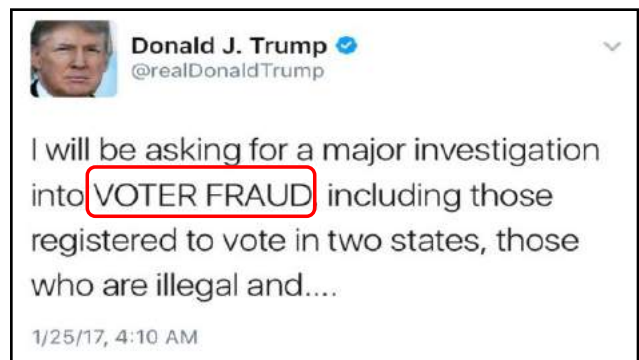 Donald J. Trump
@realDonaldTrump
I will be asking for a major investigation
into VOTER FRAUD, including those
registered to vote in two states, those
who are illegal and....
1/25/17, 4:10 AM